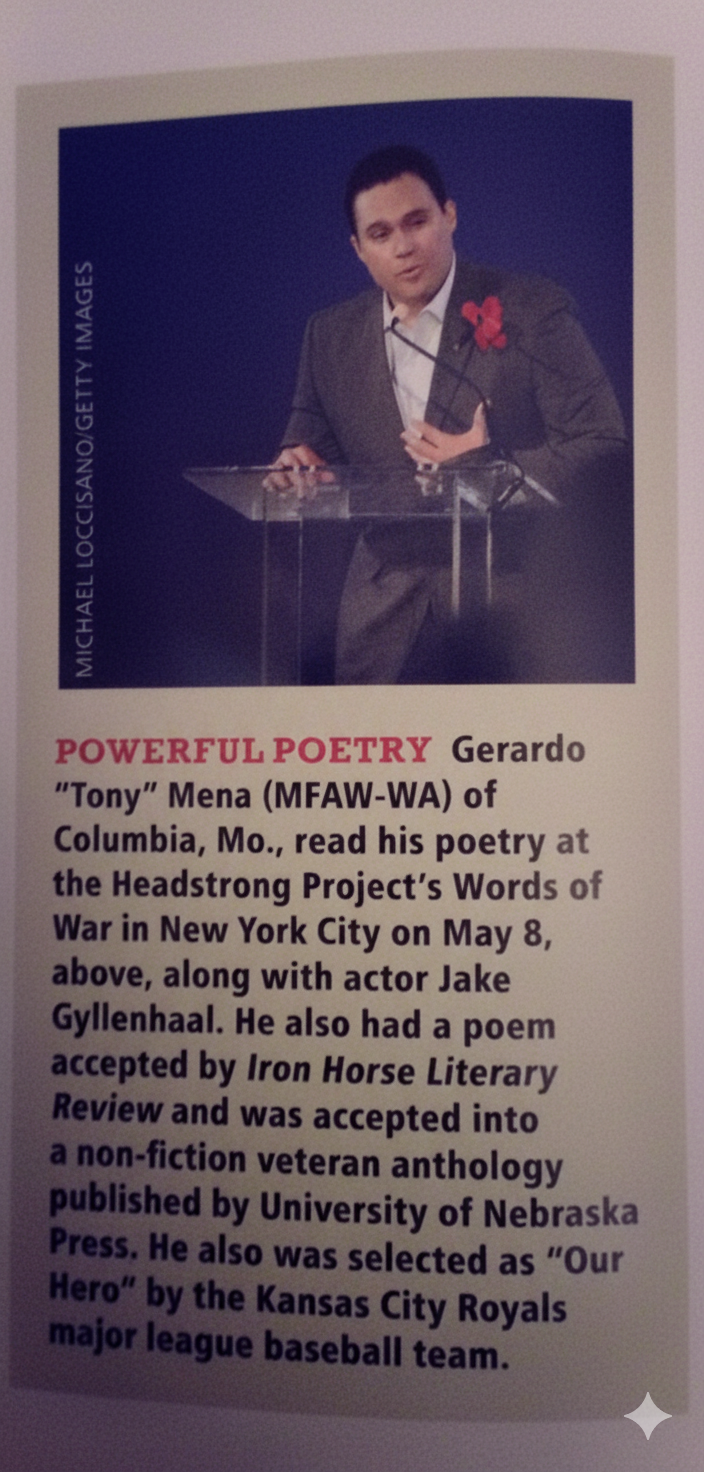 MICHAEL LOCCISANO/GETTY IMAGES
POWERFUL POETRY Gerardo
“Tony” Mena (MFAW-WA) of
Columbia, Mo., read his poetry at
the Headstrong Project’s Words of
War in New York City on May 8,
above, along with actor Jake
Gyllenhaal. He also had a poem
accepted by Iron Horse Literary
Review and was accepted into
a non-fiction veteran anthology
published by University of Nebraska
Press. He also was selected as “Our
Hero” by the Kansas City Royals
major league baseball team.